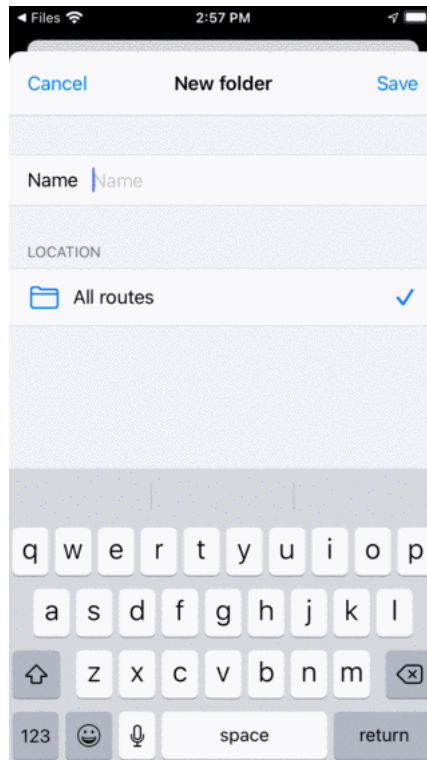 Files 2:57 PM
Cancel New folder Save
Name Name
LOCATION
All routes
q w e r t y u i o p
a s d f g h j k l
z x c v b n m
123 space return